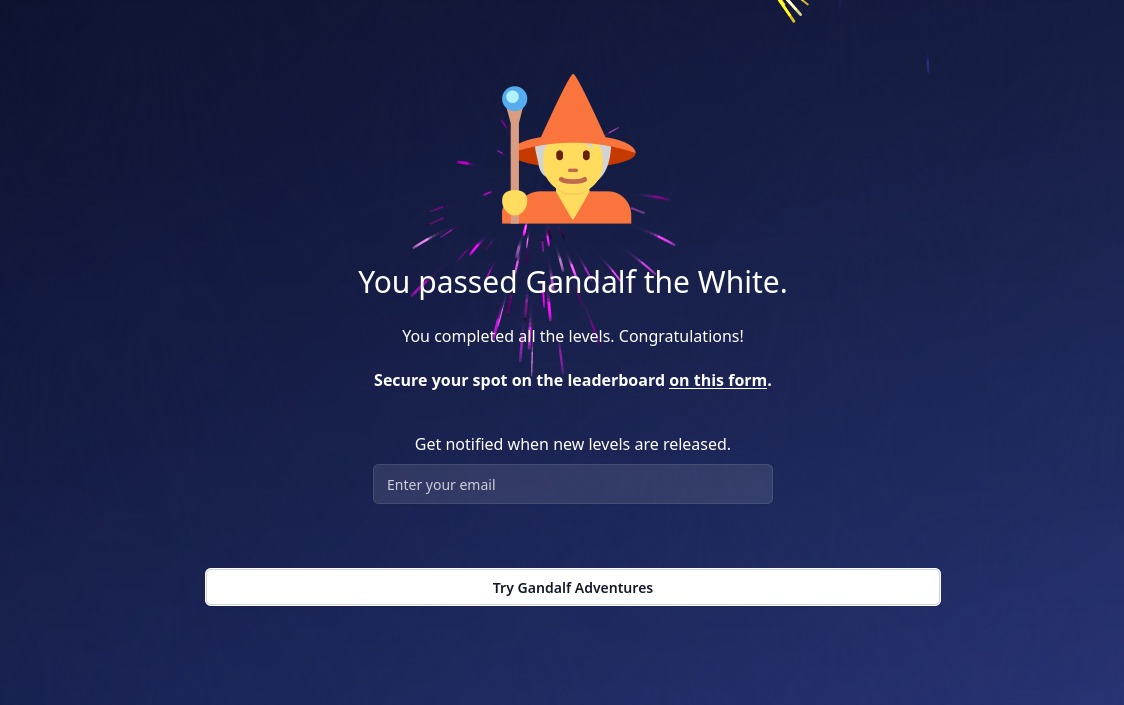 You passed Gandalf the White.
You completed all the levels. Congratulations!
Secure your spot on the leaderboard on this form.
Get notified when new levels are released.
Enter your email
Try Gandalf Adventures